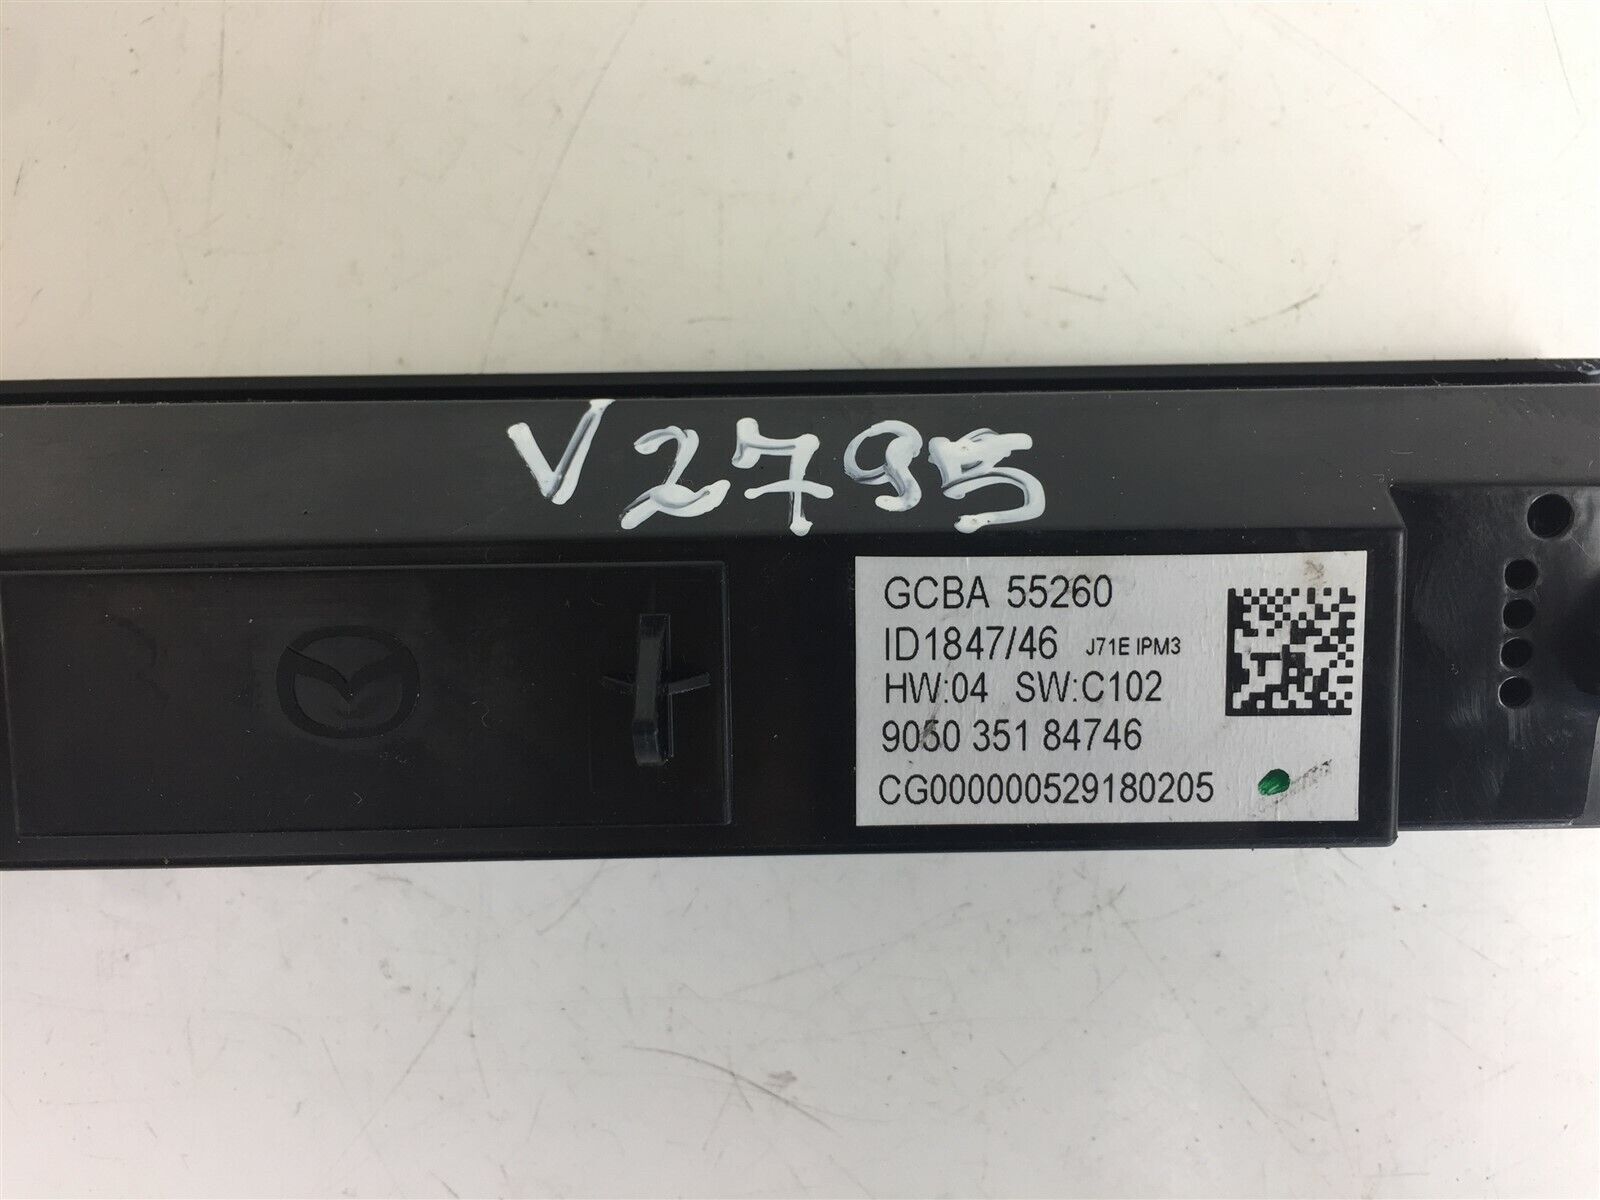 V2795
GCBA 55260
ID1847/46 J71E IPM3
HW:04 SW:C102
9050 351 84746
CG000000529180205